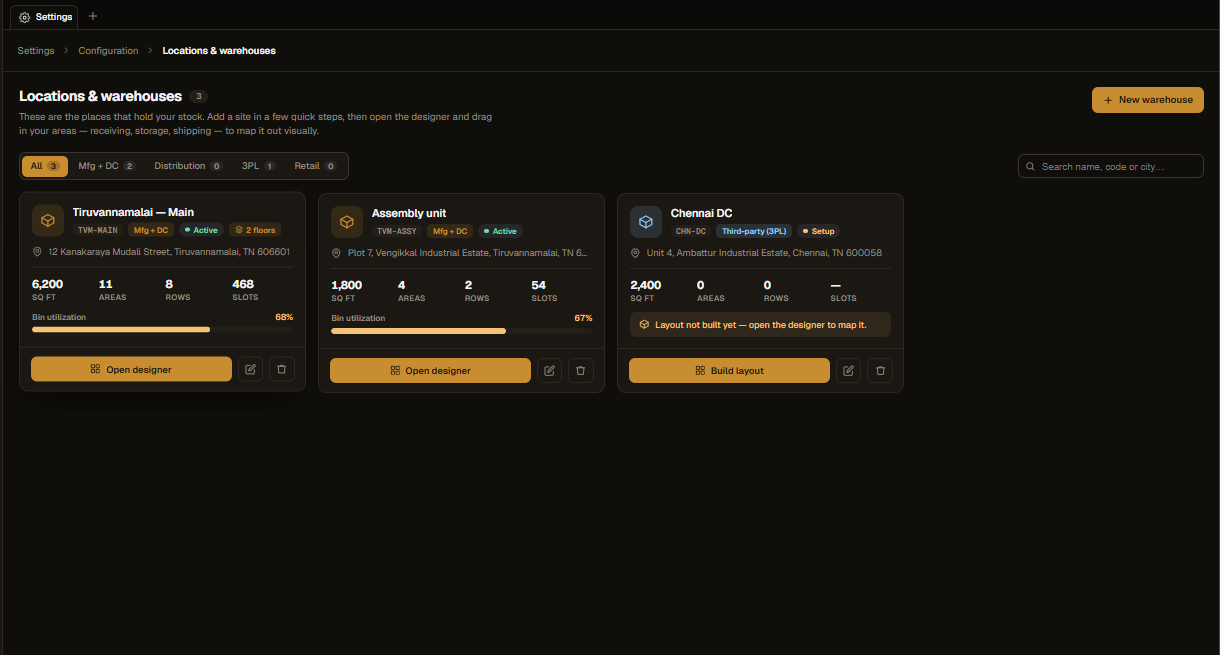 Settings
Settings > Configuration > Locations & warehouses
Locations & warehouses 3
These are the places that hold your stock. Add a site in a few quick steps, then open the designer and drag
in your areas — receiving, storage, shipping — to map it out visually.
+ New warehouse
All 3 Mfg + DC 2 Distribution 0 3PL 1 Retail 0
Search name, code or city...
Tiruvannamalai — Main
TVM-MAIN Mfg + DC Active 2 floors
12 Kanakaraya Mudali Street, Tiruvannamalai, TN 606601
6,200 11 8 468
SQ FT AREAS ROWS SLOTS
Bin utilization 68%
Open designer
Assembly unit
TVM-ASSY Mfg + DC Active
Plot 7, Vengikkal Industrial Estate, Tiruvannamalai, TN 6...
1,800 4 2 54
SQ FT AREAS ROWS SLOTS
Bin utilization 67%
Open designer
Chennai DC
CHN-DC Third-party (3PL) Setup
Unit 4, Ambattur Industrial Estate, Chennai, TN 600058
2,400 0 0 —
SQ FT AREAS ROWS SLOTS
Layout not built yet — open the designer to map it.
Build layout